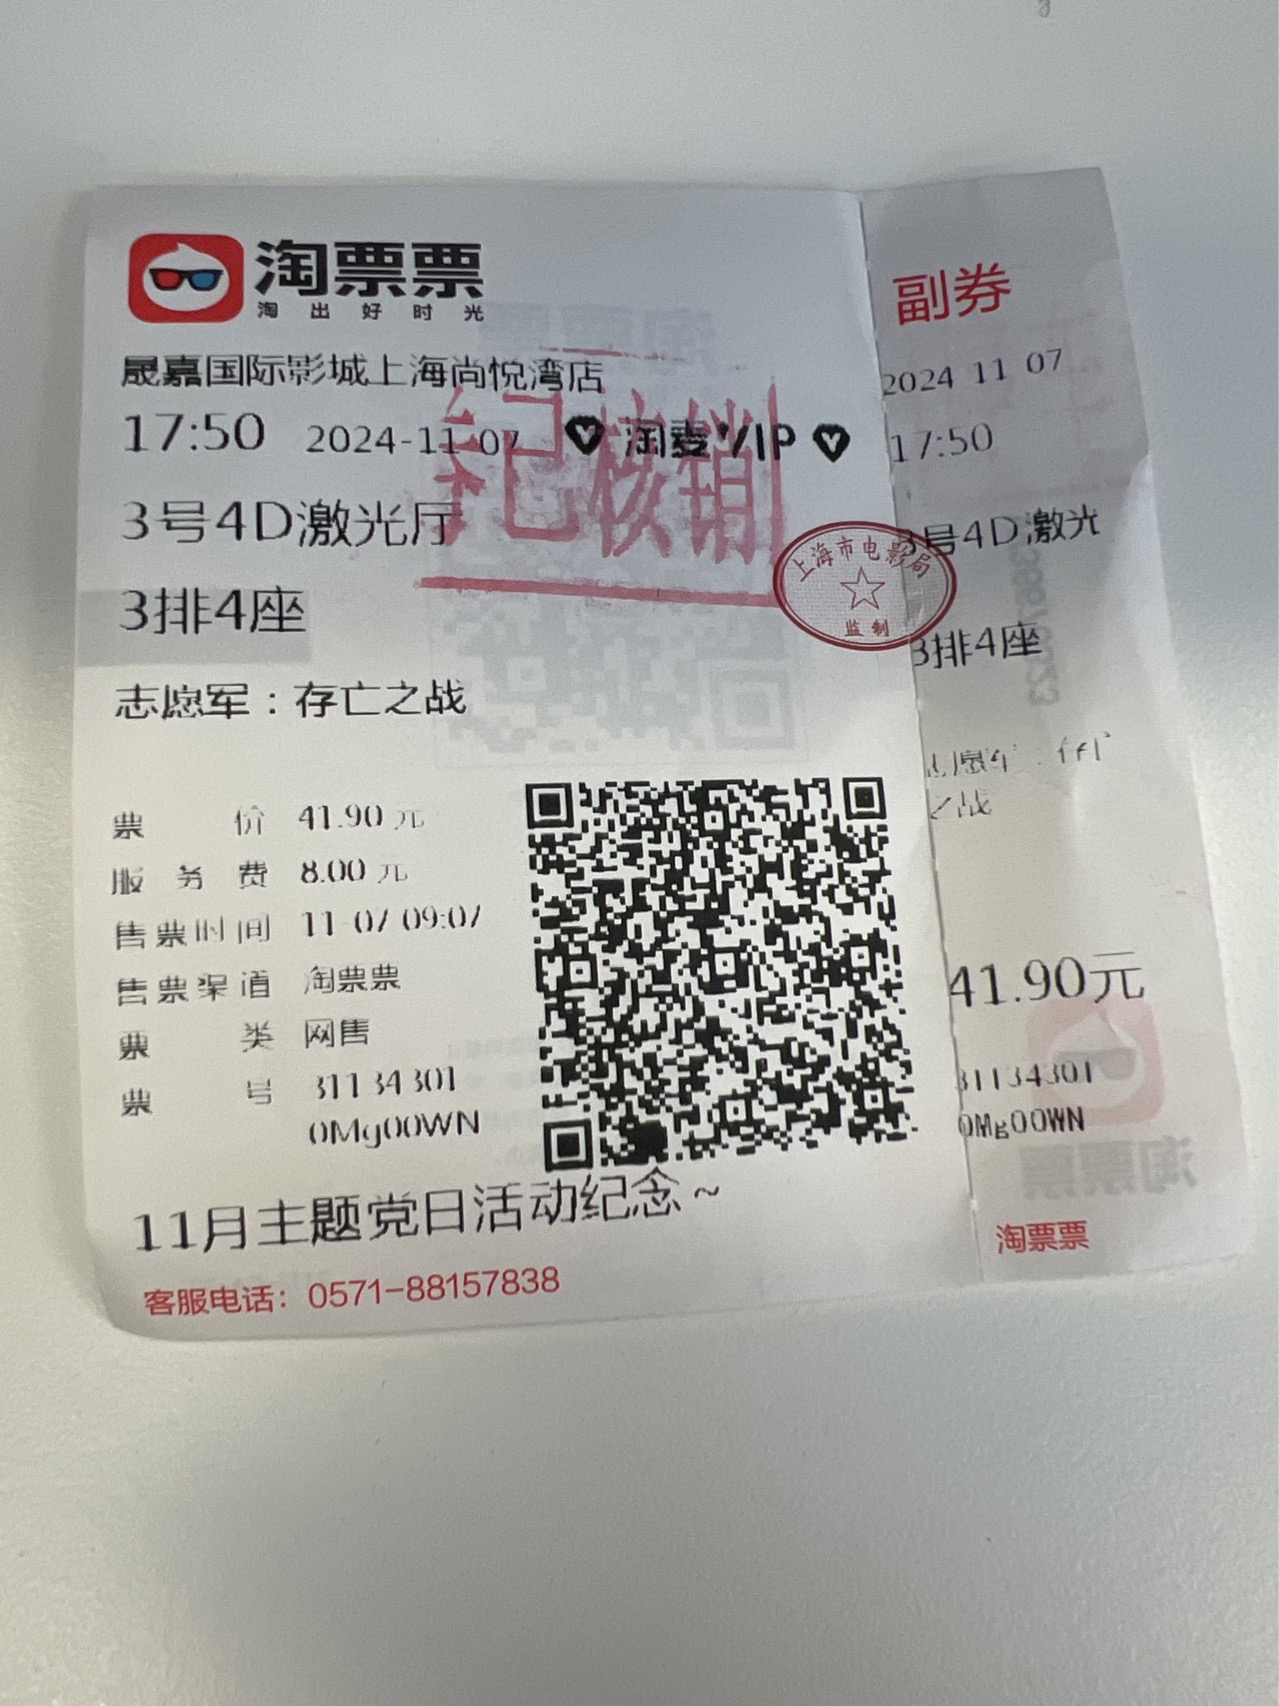 淘票票
淘出好时光
晟嘉国际影城上海尚悦湾店
17:50 2024-11-07 淘麦VIP
已核销
3号4D激光厅
3排4座
志愿军：存亡之战
上海市电影局
监制
票价 41.90元
服务费 8.00元
售票时间 11-07 09:07
售票渠道 淘票票
票类 网售
票号 31134301
0Mg00WN
11月主题党日活动纪念~
客服电话：0571-88157838
副券
2024 11 07
17:50
3号4D激光
3排4座
之战
41.90元
31134301
0Mg00WN
淘票票